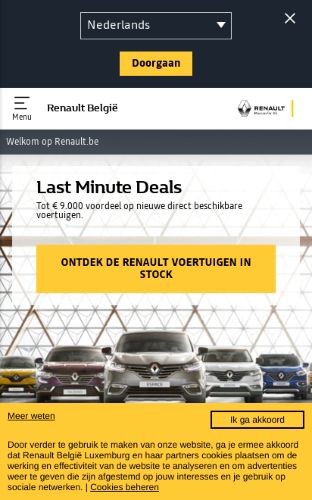 Nederlands
Doorgaan
Menu
Renault België
RENAULT
Welkom op Renault.be
Last Minute Deals
Tot € 9.000 voordeel op nieuwe direct beschikbare
voertuigen.
ONTDEK DE RENAULT VOERTUIGEN IN
STOCK
ESPACE
Meer weten
Ik ga akkoord
Door verder te gebruik te maken van onze website, ga je ermee akkoord
dat Renault België Luxemburg en haar partners cookies plaatsen om de
werking en effectiviteit van de website te analyseren en om advertenties
weer te geven die zijn afgestemd op jouw interesses en je gebruik op
sociale netwerken. | Cookies beheren